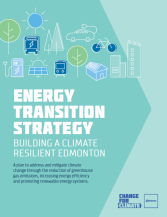 ENERGY
TRANSITION
STRATEGY
BUILDING A CLIMATE
RESILIENT EDMONTON
A plan to address and mitigate climate
change through the reduction of greenhouse
gas emissions, increasing energy efficiency
and promoting renewable energy systems
CHANGE
FOR
CLIMATE
Edmonton